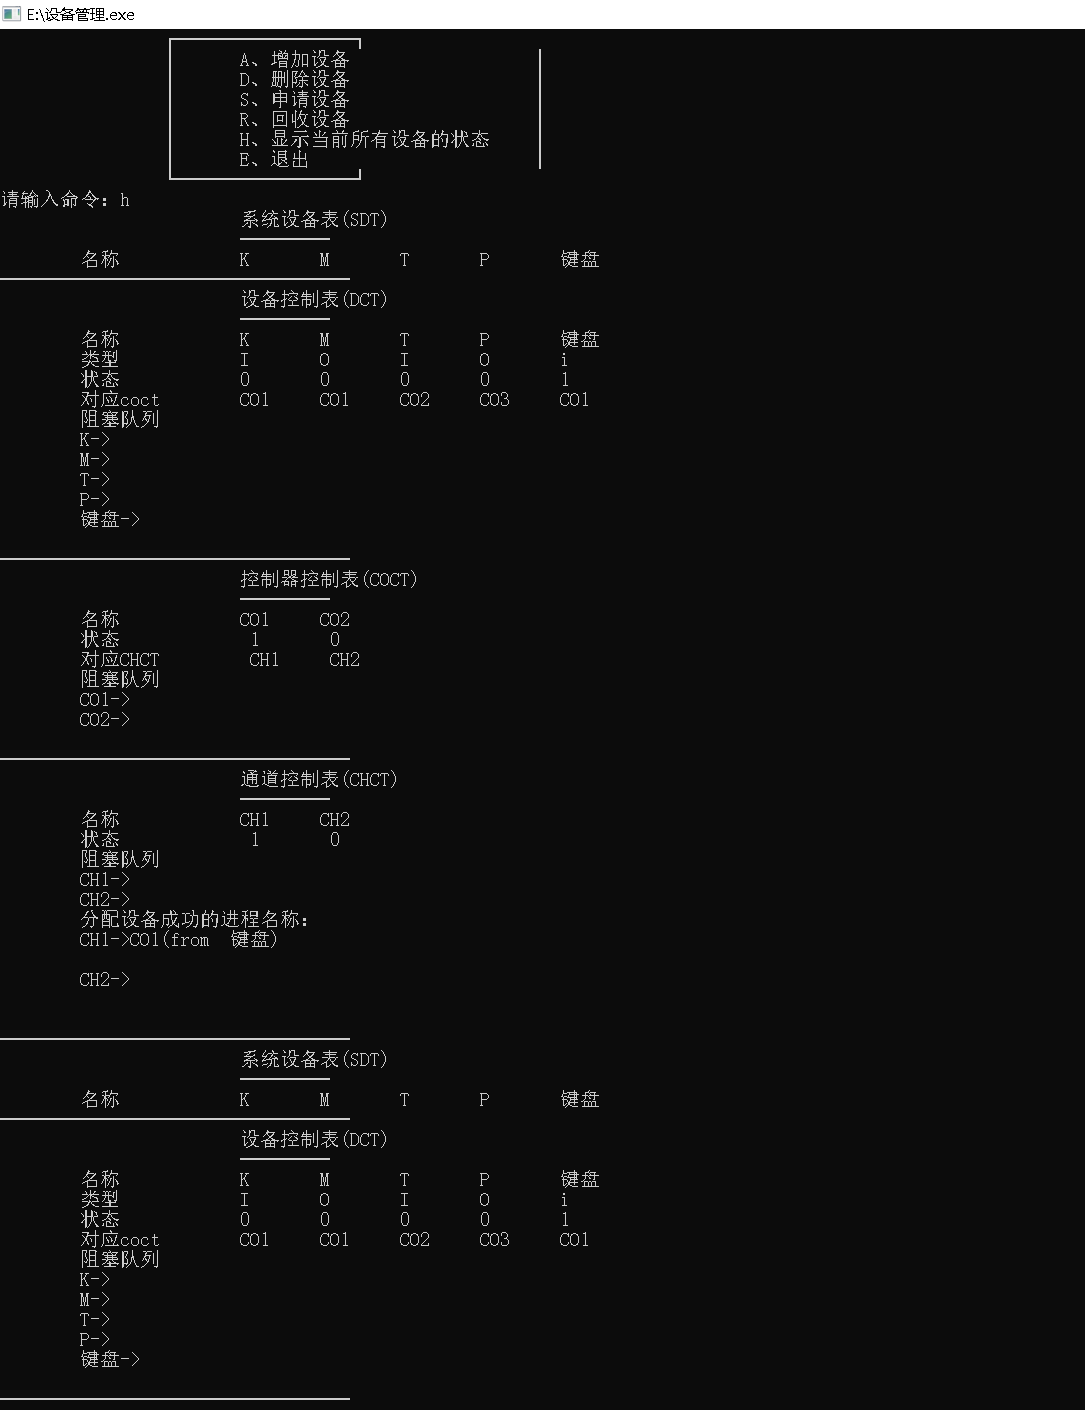 E:\设备管理.exe
A、增加设备
D、删除设备
S、申请设备
R、回收设备
H、显示当前所有设备的状态
E、退出
请输入命令：h
系统设备表(SDT)
名称 K M T P 键盘
设备控制表(DCT)
名称 K M T P 键盘
类型 I O I O i
状态 0 0 0 0 1
对应coct CO1 CO1 CO2 CO3 CO1
阻塞队列
K->
M->
T->
P->
键盘->
控制器控制表(COCT)
名称 CO1 CO2
状态 1 0
对应CHCT CH1 CH2
阻塞队列
CO1->
CO2->
通道控制表(CHCT)
名称 CH1 CH2
状态 1 0
阻塞队列
CH1->
CH2->
分配设备成功的进程名称：
CH1->CO1(from 键盘)
CH2->
系统设备表(SDT)
名称 K M T P 键盘
设备控制表(DCT)
名称 K M T P 键盘
类型 I O I O i
状态 0 0 0 0 1
对应coct CO1 CO1 CO2 CO3 CO1
阻塞队列
K->
M->
T->
P->
键盘->